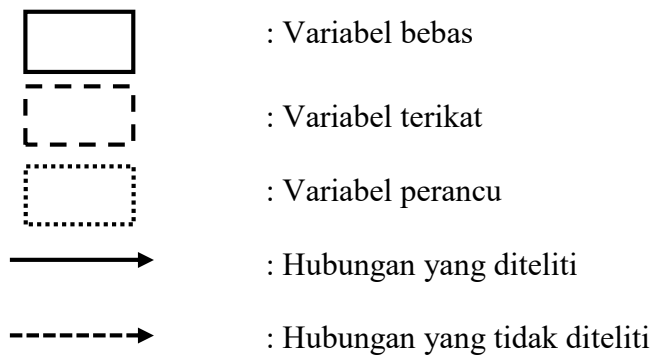 : Variabel bebas
: Variabel terikat
: Variabel perancu
: Hubungan yang diteliti
: Hubungan yang tidak diteliti